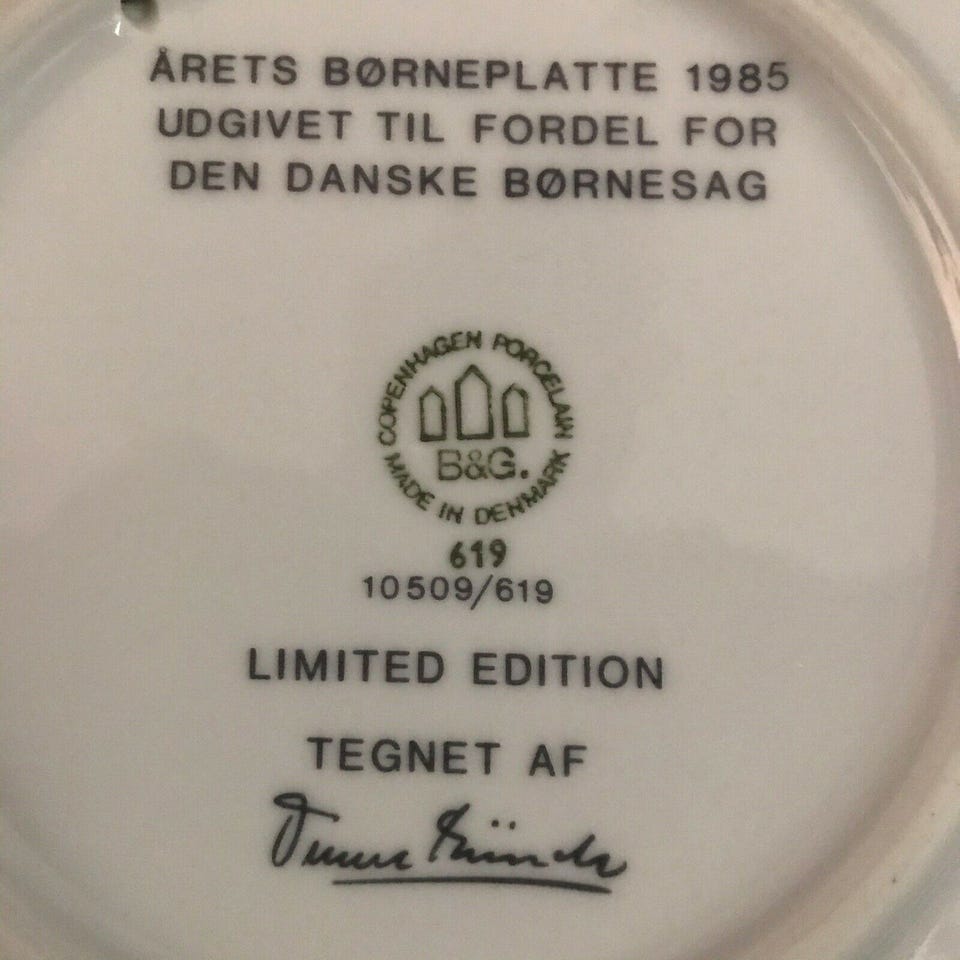 ÅRETS BØRNEPLATTE 1985
UDGIVET TIL FORDEL FOR
DEN DANSKE BØRNESAG
COPENHAGEN PORCELAIN
B&G.
MADE IN DENMARK
619
10509/619
LIMITED EDITION
TEGNET AF